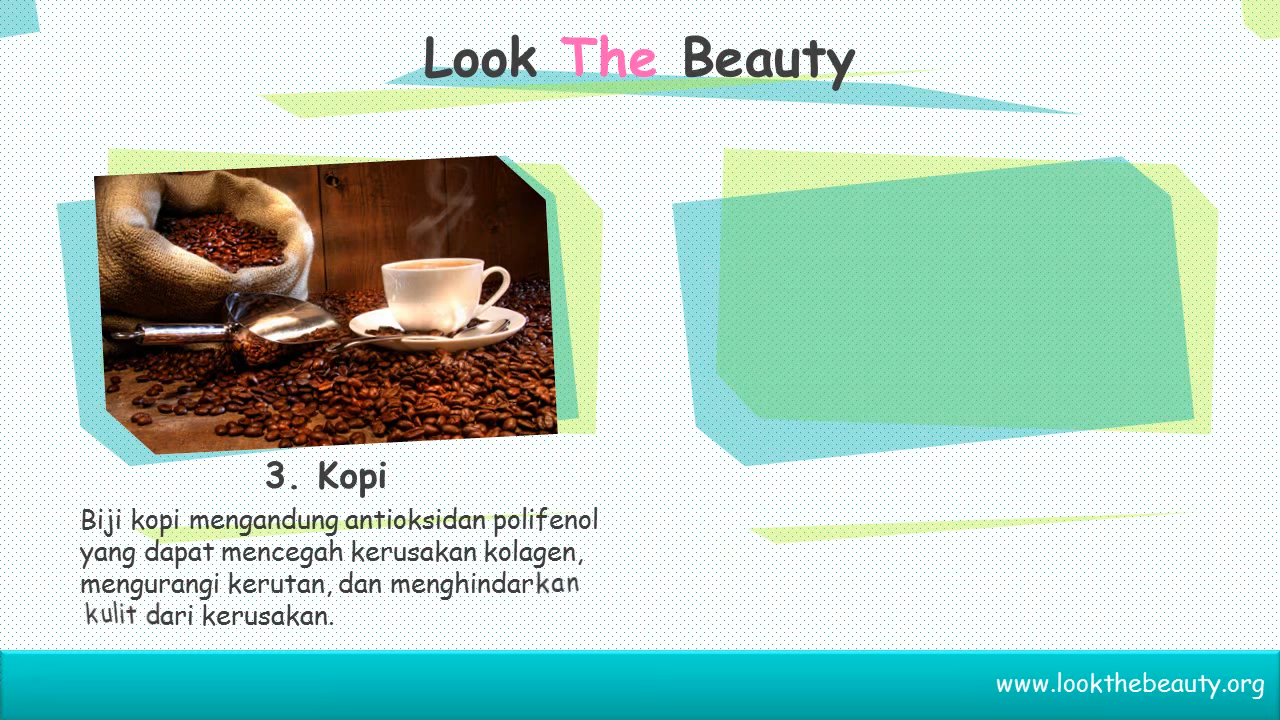 Look The Beauty
3. Kopi
Biji kopi mengandung antioksidan polifenol
yang dapat mencegah kerusakan kolagen,
mengurangi kerutan, dan menghindarkan
kulit dari kerusakan.
www.lookthebeauty.org